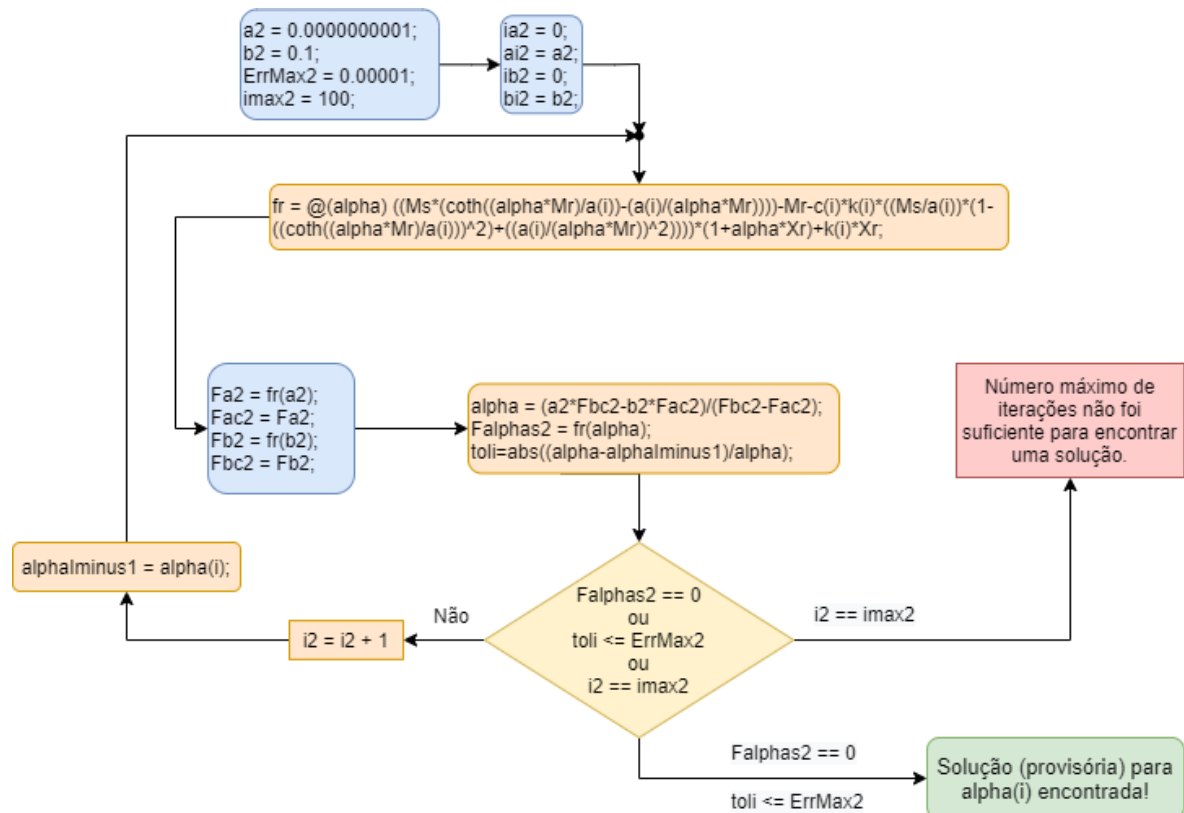 a2 = 0.0000000001;
b2 = 0.1;
ErrMax2 = 0.00001;
imax2 = 100;
ia2 = 0;
ai2 = a2;
ib2 = 0;
bi2 = b2;
fr = @(alpha) ((Ms*(coth((alpha*Mr)/a(i))-(a(i)/(alpha*Mr))))-Mr-c(i)*k(i)*((Ms/a(i))*(1-
((coth((alpha*Mr)/a(i)))^2)+((a(i)/(alpha*Mr))^2))))*(1+alpha*Xr)+k(i)*Xr;
Fa2 = fr(a2);
Fac2 = Fa2;
Fb2 = fr(b2);
Fbc2 = Fb2;
alpha = (a2*Fbc2-b2*Fac2)/(Fbc2-Fac2);
Falphas2 = fr(alpha);
toli=abs((alpha-alphaIminus1)/alpha);
Número máximo de
iterações não foi
suficiente para encontrar
uma solução.
alphaIminus1 = alpha(i);
i2 = i2 + 1
Não
Falphas2 == 0
ou
toli <= ErrMax2
ou
i2 == imax2
i2 == imax2
Falphas2 == 0
toli <= ErrMax2
Solução (provisória) para
alpha(i) encontrada!